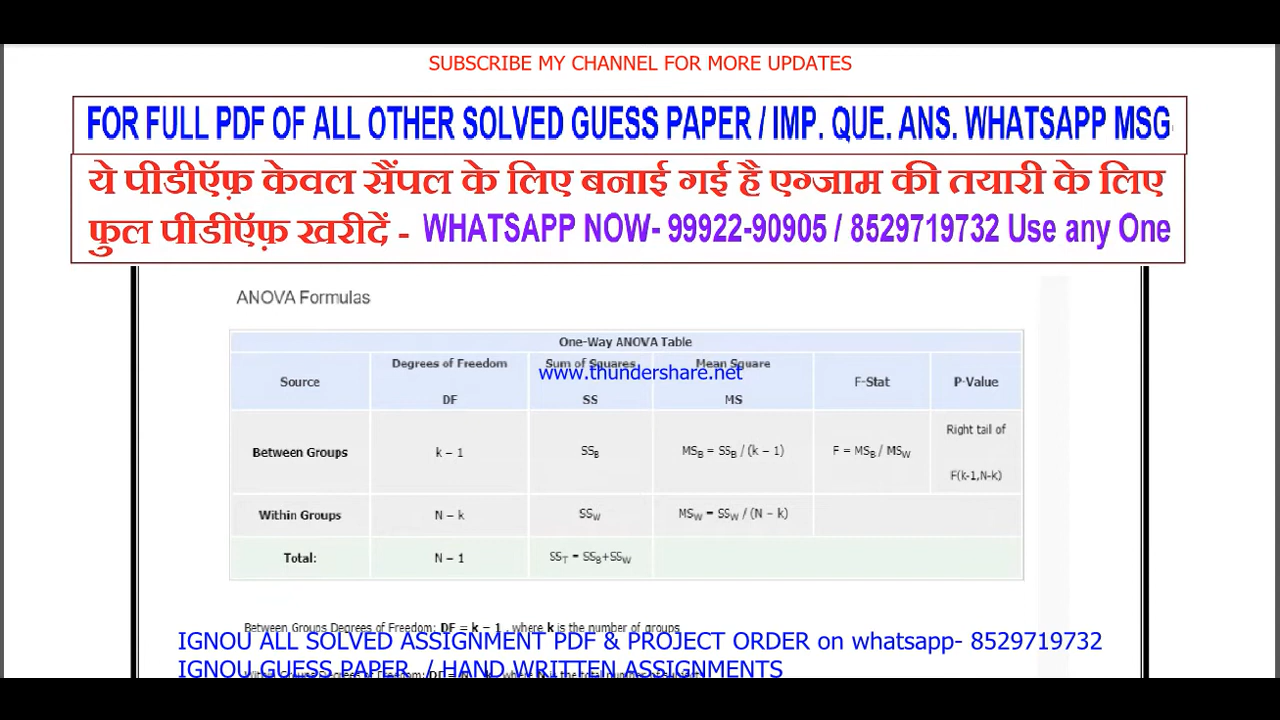 SUBSCRIBE MY CHANNEL FOR MORE UPDATES
FOR FULL PDF OF ALL OTHER SOLVED GUESS PAPER / IMP. QUE. ANS. WHATSAPP MSG
ये पीडीऍफ़ केवल सैंपल के लिए बनाई गई है एग्जाम की तयारी के लिए
फुल पीडीऍफ़ खरीदें - WHATSAPP NOW- 99922-90905 / 8529719732 Use any One
ANOVA Formulas
One-Way ANOVA Table
Source Degrees of Freedom DF Sum of Squares SS Mean Square MS F-Stat P-Value
www.thundershare.net
Between Groups k – 1 SSB MSB = SSB / (k – 1) F = MSB / MSW Right tail of F(k-1,N-k)
Within Groups N – k SSW MSW = SSW / (N – k)
Total: N – 1 SST = SSB+SSW
Between Groups Degrees of Freedom: DF = k − 1 , where k is the number of groups
IGNOU ALL SOLVED ASSIGNMENT PDF & PROJECT ORDER on whatsapp- 8529719732
IGNOU GUESS PAPER / HAND WRITTEN ASSIGNMENTS